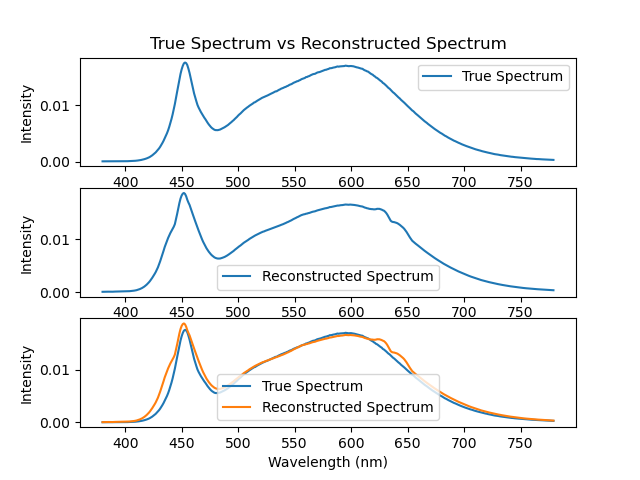 True Spectrum vs Reconstructed Spectrum
True Spectrum
0.01
0.00
Intensity
400 450 500 550 600 650 700 750
0.01
0.00
Intensity
Reconstructed Spectrum
400 450 500 550 600 650 700 750
0.01
0.00
Intensity
True Spectrum
Reconstructed Spectrum
400 450 500 550 600 650 700 750
Wavelength (nm)